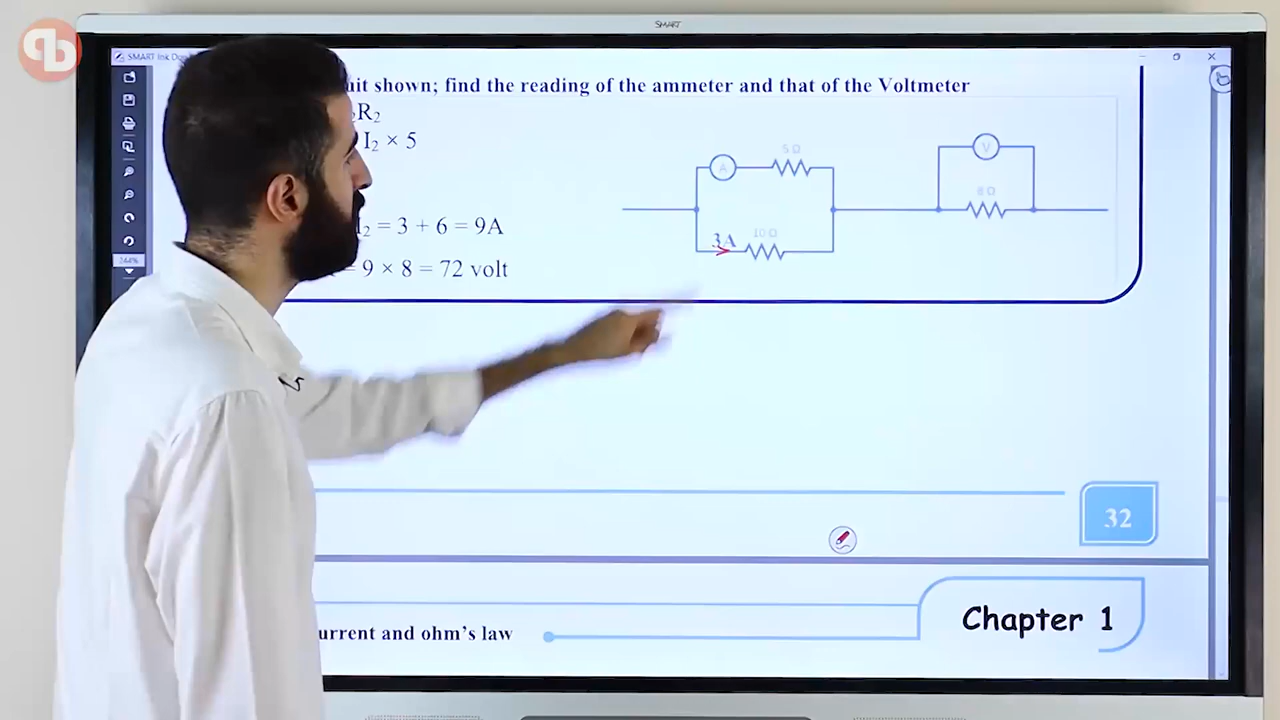 SMART
SMART Ink Do
uit shown; find the reading of the ammeter and that of the Voltmeter
R₂
I₂ × 5
I₂ = 3 + 6 = 9A
= 9 × 8 = 72 volt
A
5 Ω
3A
10 Ω
V
8 Ω
244%
32
Chapter 1
urrent and ohm's law